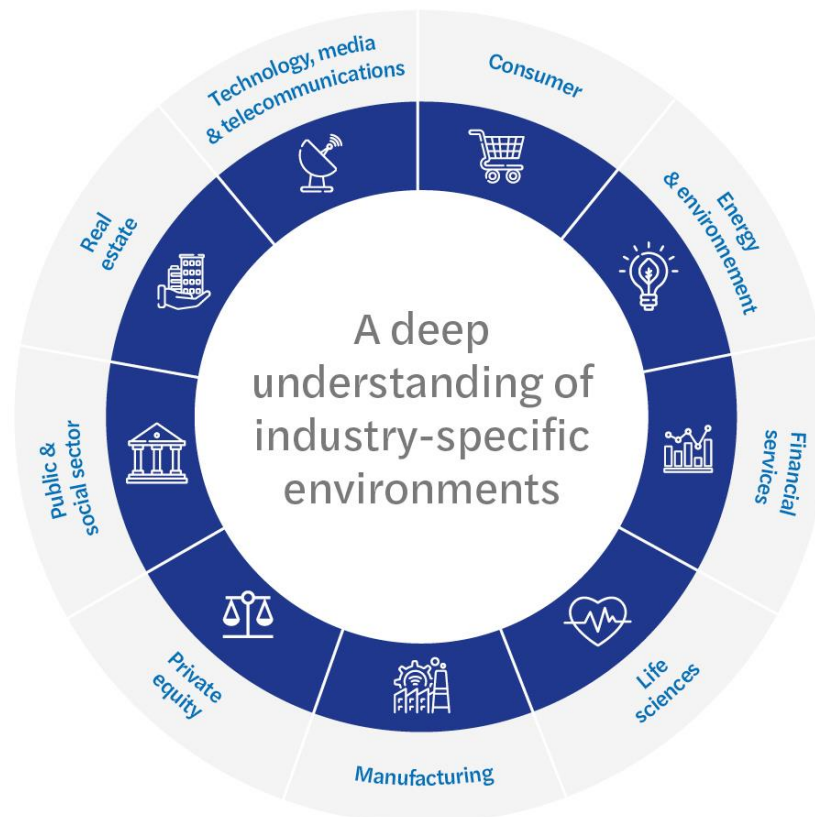 Technology, media
& telecommunications
Consumer
Energy
& environnement
Financial
services
Life
sciences
Manufacturing
Private
equity
Public &
social sector
Real
estate
A deep
understanding of
industry-specific
environments